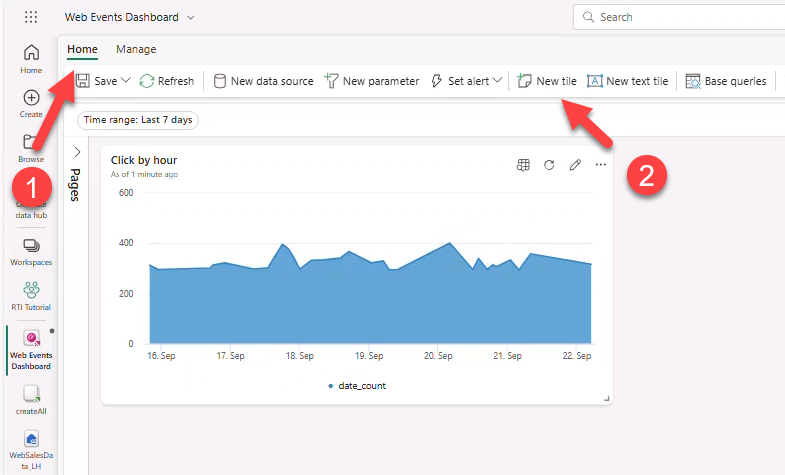 Web Events Dashboard
Search
Home
Manage
Save
Refresh
New data source
New parameter
Set alert
New tile
New text tile
Base queries
Time range: Last 7 days
Home
Create
Browse
data hub
Workspaces
RTI Tutorial
Web Events
Dashboard
createAll
WebSalesDa
ta_LH
1
2
Pages
Click by hour
As of 1 minute ago
600
400
200
0
16. Sep
17. Sep
18. Sep
19. Sep
20. Sep
21. Sep
22. Sep
date_count